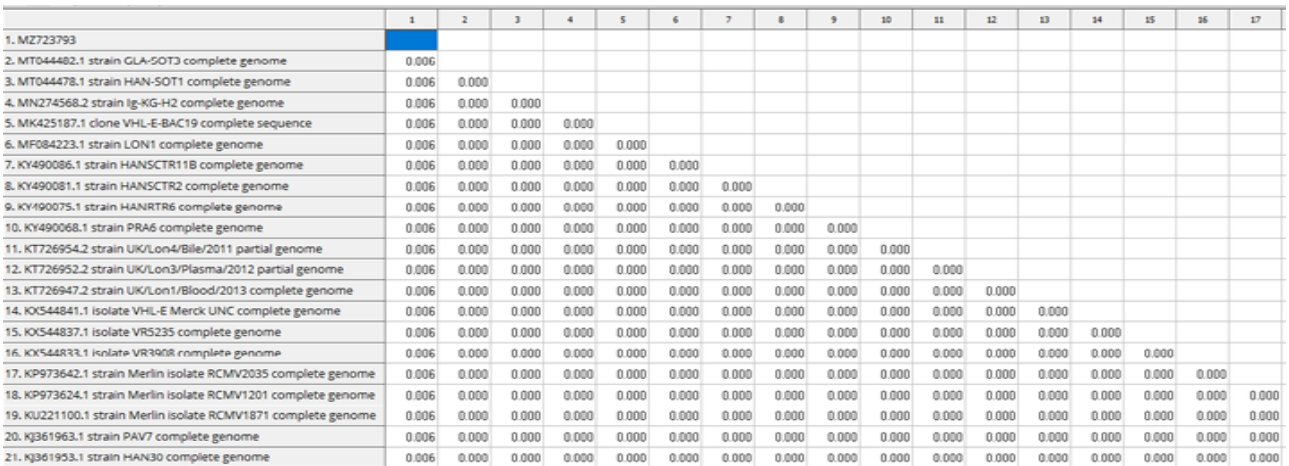 1 2 3 4 5 6 7 8 9 10 11 12 13 14 15 16 17
1. MZ723793
2. MT044482.1 strain GLA-SOT3 complete genome 0.006
3. MT044478.1 strain HAN-SOT1 complete genome 0.006 0.000
4. MN274568.2 strain Ig-KG-H2 complete genome 0.006 0.000 0.000
5. MK425187.1 clone VHL-E-BAC19 complete sequence 0.006 0.000 0.000 0.000
6. MF084223.1 strain LON1 complete genome 0.006 0.000 0.000 0.000 0.000
7. KY490086.1 strain HANSCTR11B complete genome 0.006 0.000 0.000 0.000 0.000 0.000
8. KY490081.1 strain HANSCTR2 complete genome 0.006 0.000 0.000 0.000 0.000 0.000 0.000
9. KY490075.1 strain HANRTR6 complete genome 0.006 0.000 0.000 0.000 0.000 0.000 0.000 0.000
10. KY490068.1 strain PRA6 complete genome 0.006 0.000 0.000 0.000 0.000 0.000 0.000 0.000 0.000
11. KT726954.2 strain UK/Lon4/Bile/2011 partial genome 0.006 0.000 0.000 0.000 0.000 0.000 0.000 0.000 0.000 0.000
12. KT726952.2 strain UK/Lon3/Plasma/2012 partial genome 0.006 0.000 0.000 0.000 0.000 0.000 0.000 0.000 0.000 0.000 0.000
13. KT726947.2 strain UK/Lon1/Blood/2013 complete genome 0.006 0.000 0.000 0.000 0.000 0.000 0.000 0.000 0.000 0.000 0.000 0.000
14. KX544841.1 isolate VHL-E Merck UNC complete genome 0.006 0.000 0.000 0.000 0.000 0.000 0.000 0.000 0.000 0.000 0.000 0.000 0.000
15. KX544837.1 isolate VR5235 complete genome 0.006 0.000 0.000 0.000 0.000 0.000 0.000 0.000 0.000 0.000 0.000 0.000 0.000 0.000
16. KX544833.1 isolate VR3908 complete genome 0.006 0.000 0.000 0.000 0.000 0.000 0.000 0.000 0.000 0.000 0.000 0.000 0.000 0.000 0.000
17. KP973642.1 strain Merlin isolate RCMV2035 complete genome 0.006 0.000 0.000 0.000 0.000 0.000 0.000 0.000 0.000 0.000 0.000 0.000 0.000 0.000 0.000 0.000
18. KP973624.1 strain Merlin isolate RCMV1201 complete genome 0.006 0.000 0.000 0.000 0.000 0.000 0.000 0.000 0.000 0.000 0.000 0.000 0.000 0.000 0.000 0.000 0.000
19. KU221100.1 strain Merlin isolate RCMV1871 complete genome 0.006 0.000 0.000 0.000 0.000 0.000 0.000 0.000 0.000 0.000 0.000 0.000 0.000 0.000 0.000 0.000 0.000
20. KJ361963.1 strain PAV7 complete genome 0.006 0.000 0.000 0.000 0.000 0.000 0.000 0.000 0.000 0.000 0.000 0.000 0.000 0.000 0.000 0.000 0.000
21. KJ361953.1 strain HAN30 complete genome 0.006 0.000 0.000 0.000 0.000 0.000 0.000 0.000 0.000 0.000 0.000 0.000 0.000 0.000 0.000 0.000 0.000